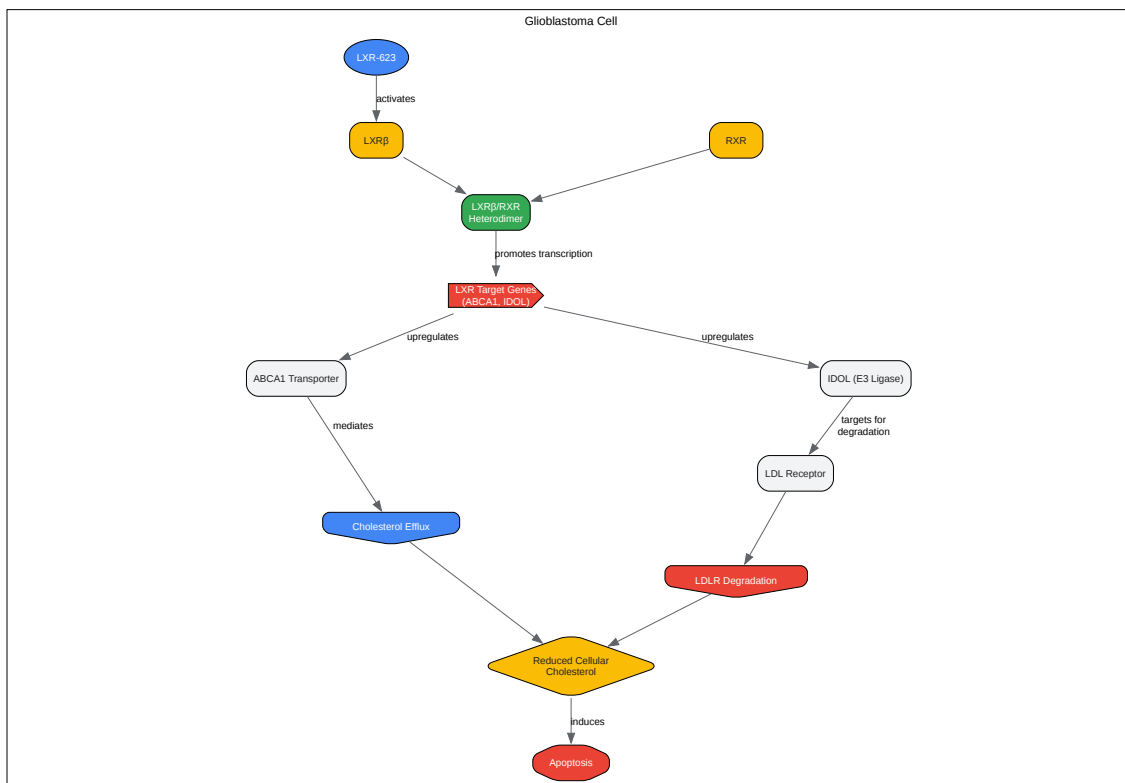 Glioblastoma Cell
LXR-623
activates
LXRβ
RXR
LXRβ/RXR
Heterodimer
promotes transcription
LXR Target Genes
(ABCA1, IDOL)
upregulates
upregulates
ABCA1 Transporter
IDOL (E3 Ligase)
mediates
targets for
degradation
LDL Receptor
Cholesterol Efflux
LDLR Degradation
Reduced Cellular
Cholesterol
induces
Apoptosis